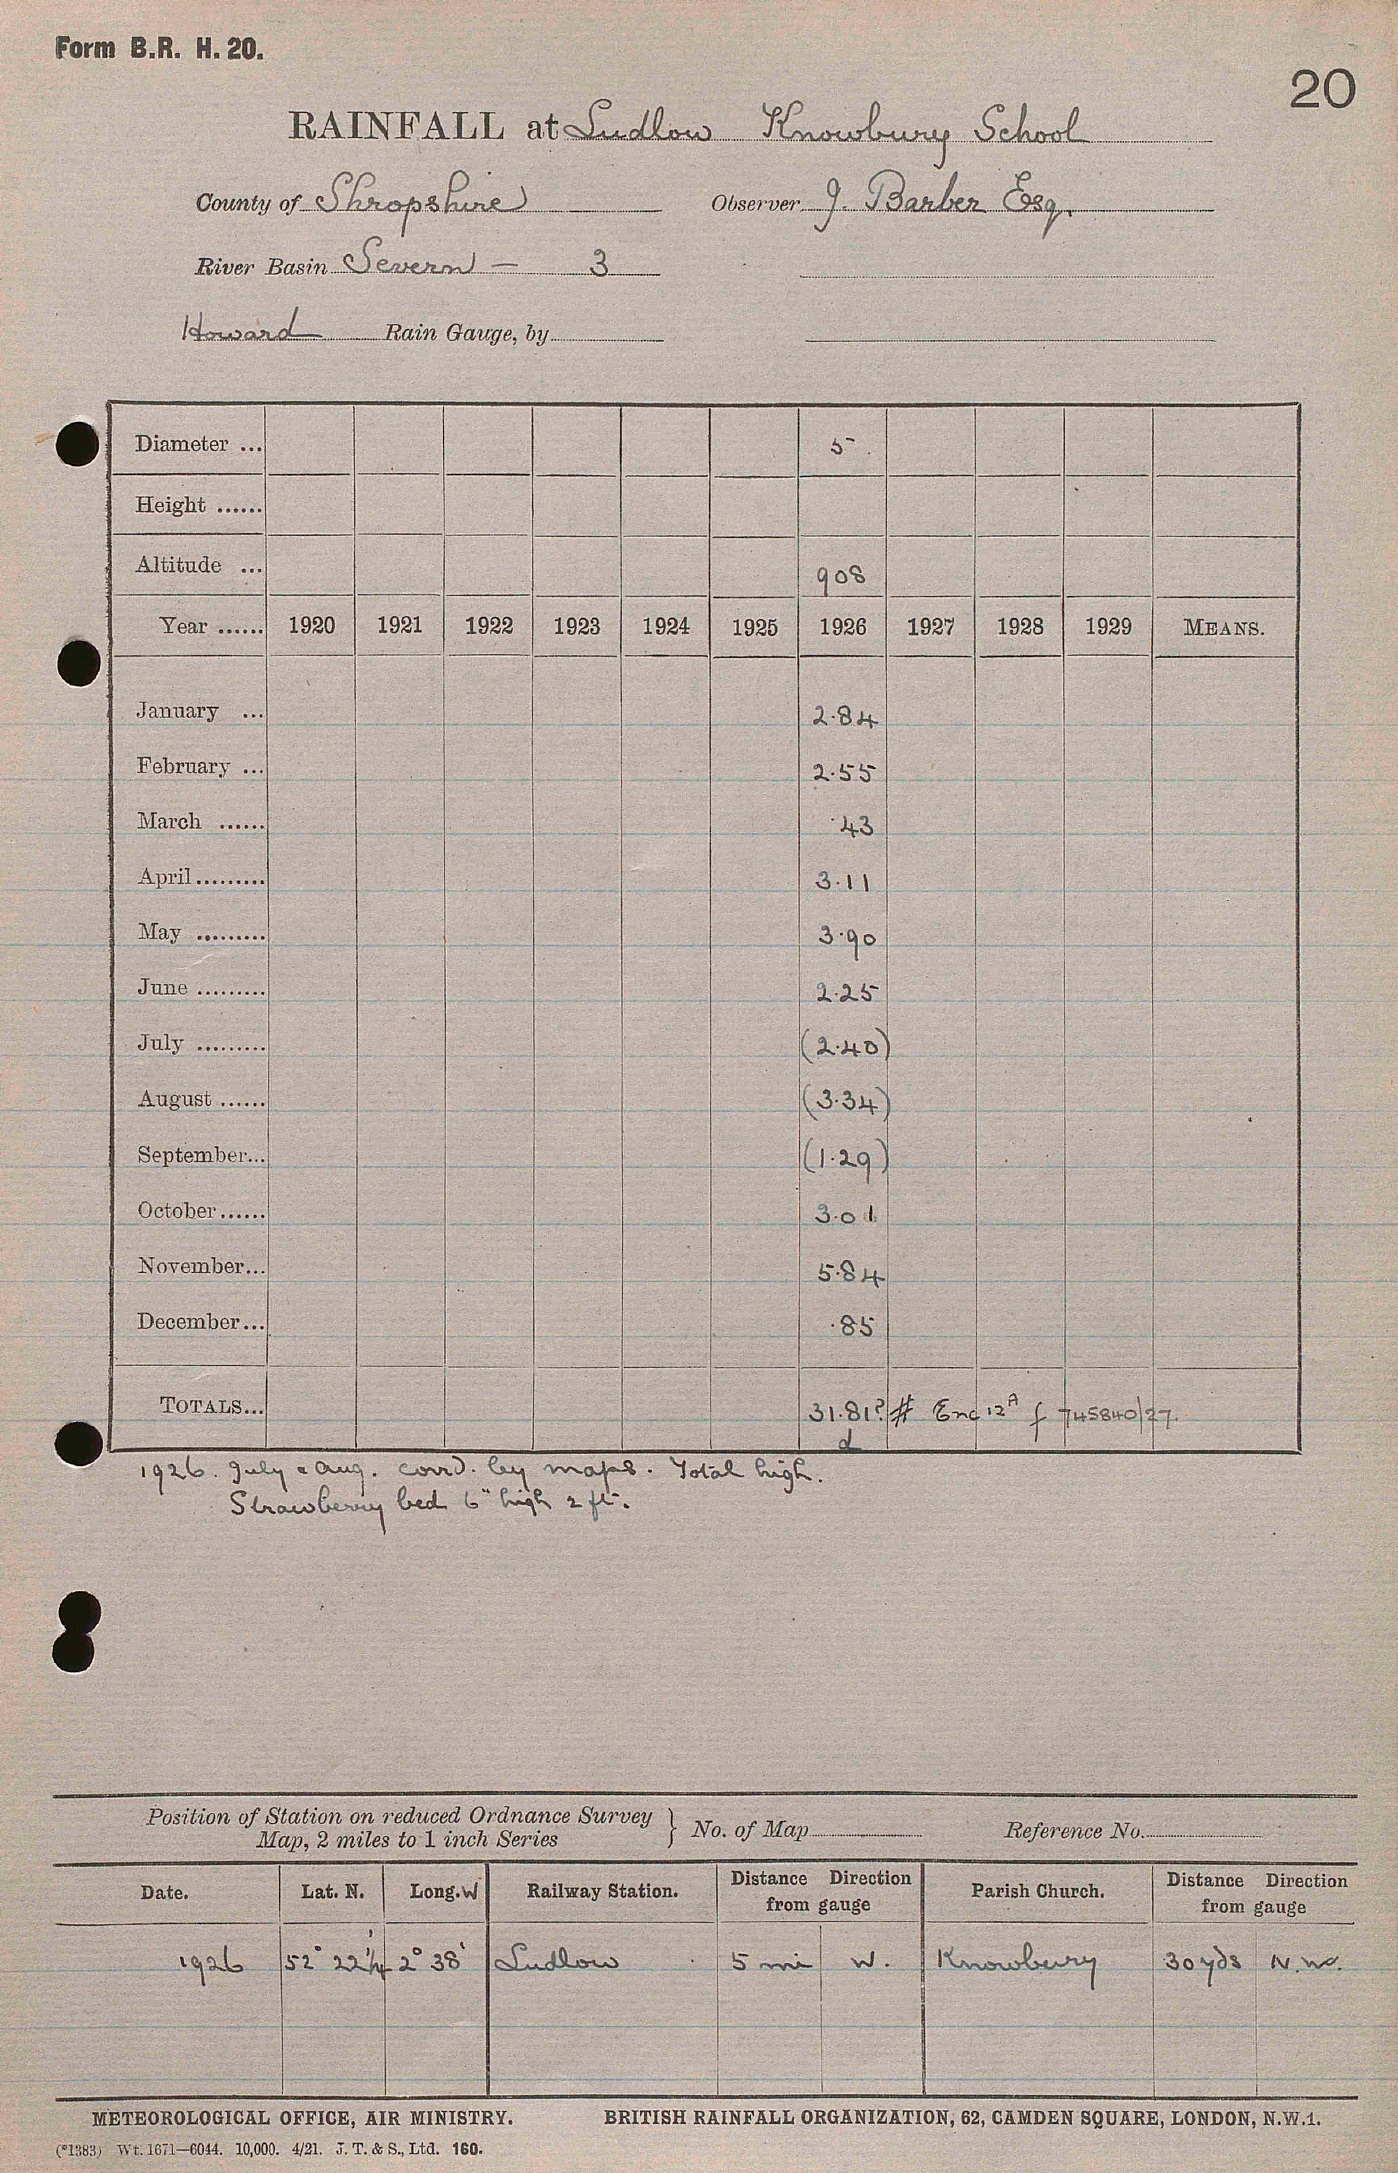 Form B.R. H. 20.
20
RAINFALL at Ludlow Knowbury School
County of Shropshire Observer J. Barber Esq.
River Basin Severn — 3
Howard Rain Gauge, by
Diameter ... 5
Height ......
Altitude ... 908
Year ...... 1920 1921 1922 1923 1924 1925 1926 1927 1928 1929 MEANS.
January ... 2.84
February ... 2.55
March ...... .43
April......... 3.11
May ......... 3.90
June ......... 2.25
July ......... (2.40)
August ...... (3.34)
September... (1.29)
October...... 3.01
November... 5.84
December... .85
TOTALS... 31.81? # Enc 12A f 745840/27.
d
1926. July & Aug. corrd. by maps. Total high.
Strawberry bed 6" high 2 ft.
Position of Station on reduced Ordnance Survey
Map, 2 miles to 1 inch Series } No. of Map Reference No.
Date. Lat. N. Long. W Railway Station. Distance Direction from gauge Parish Church. Distance Direction from gauge
1926 52° 22¼' 2° 38' Ludlow 5 mi W. Knowbury 30 yds N.W.
METEOROLOGICAL OFFICE, AIR MINISTRY. BRITISH RAINFALL ORGANIZATION, 62, CAMDEN SQUARE, LONDON, N.W.1.
(*1383) Wt. 1671—6044. 10,000. 4/21. J. T. & S., Ltd. 160.